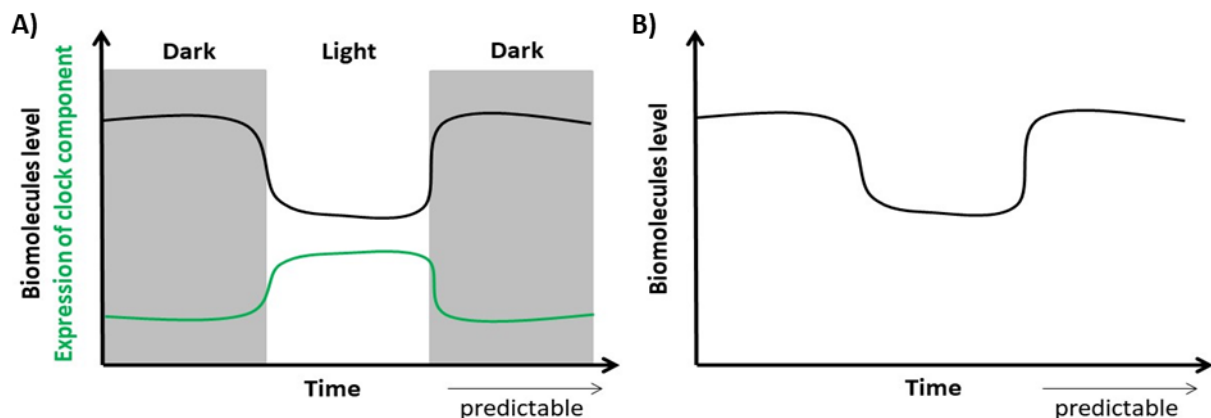 A)
Dark
Light
Dark
Biomolecules level
Expression of clock component
Time
predictable
B)
Biomolecules level
Time
predictable